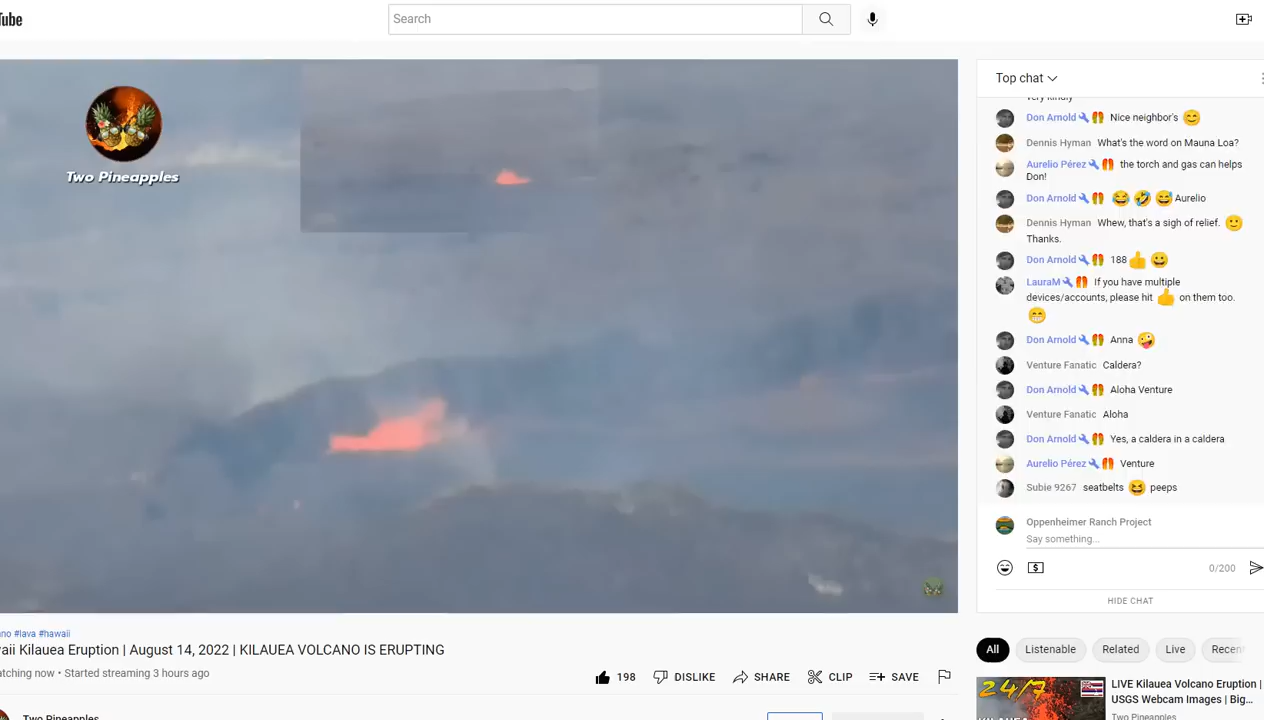 Tube
Search
Two Pineapples
Top chat
very kindly
Don Arnold Nice neighbor's 😊
Dennis Hyman What's the word on Mauna Loa?
Aurelio Pérez the torch and gas can helps
Don!
Don Arnold 😂 🤣 😅 Aurelio
Dennis Hyman Whew, that's a sigh of relief. 🙂
Thanks.
Don Arnold 188 👍 😀
LauraM If you have multiple
devices/accounts, please hit 👍 on them too.
😁
Don Arnold Anna 🤪
Venture Fanatic Caldera?
Don Arnold Aloha Venture
Venture Fanatic Aloha
Don Arnold Yes, a caldera in a caldera
Aurelio Pérez Venture
Subie 9267 seatbelts 😆 peeps
Oppenheimer Ranch Project
Say something...
0/200
HIDE CHAT
no #lava #hawaii
aii Kilauea Eruption | August 14, 2022 | KILAUEA VOLCANO IS ERUPTING
atching now • Started streaming 3 hours ago
198 DISLIKE SHARE CLIP SAVE
Two Pineapples
All Listenable Related Live Recen
24/7
LIVE Kilauea Volcano Eruption |
USGS Webcam Images | Big...
Two Pineapples
KILAUEA